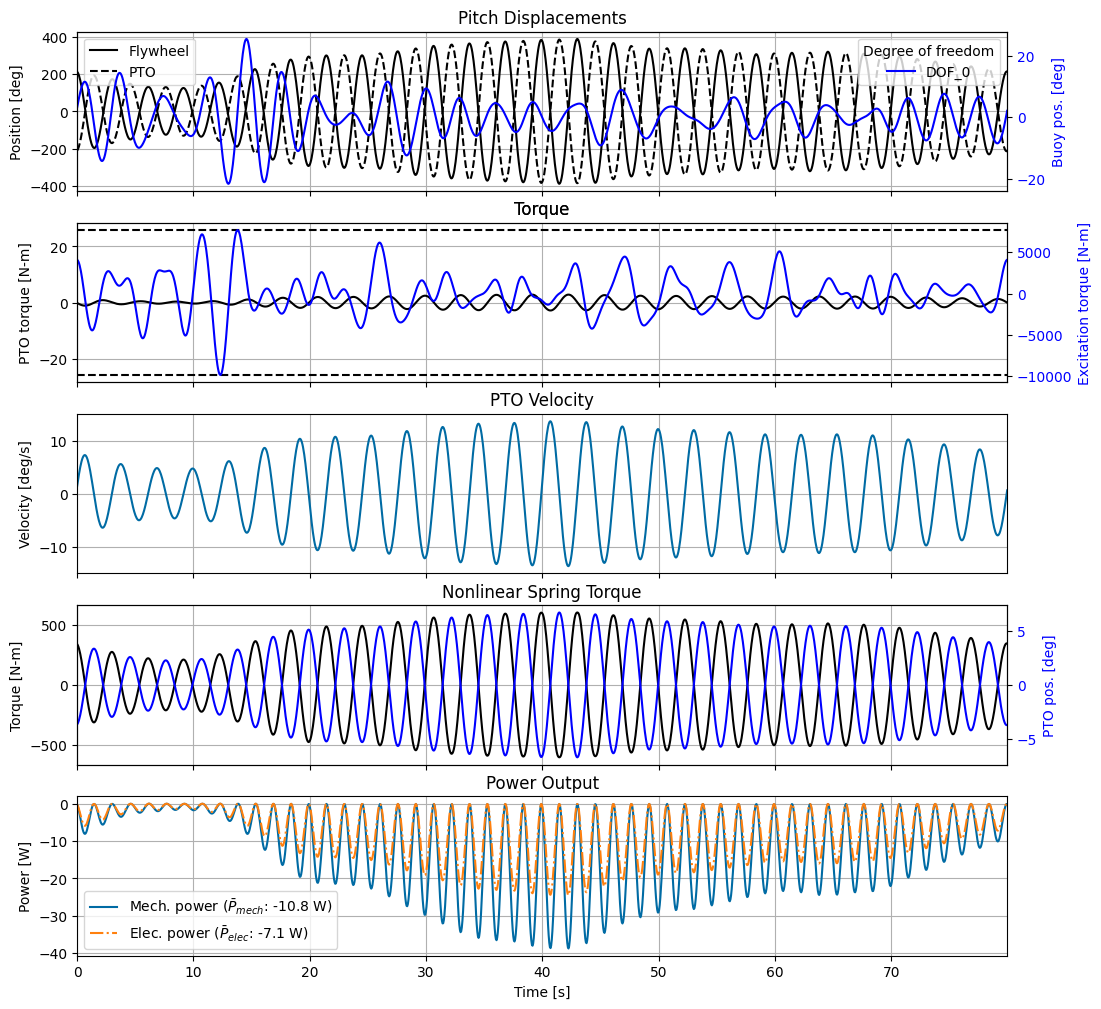 Pitch Displacements
Position [deg]
400
200
0
−200
−400
Flywheel
PTO
Degree of freedom
DOF_0
20
0
−20
Buoy pos. [deg]
Torque
PTO torque [N-m]
20
0
−20
5000
0
−5000
−10000
Excitation torque [N-m]
PTO Velocity
Velocity [deg/s]
10
0
−10
Nonlinear Spring Torque
Torque [N-m]
500
0
−500
5
0
−5
PTO pos. [deg]
Power Output
Power [W]
0
−10
−20
−30
−40
Mech. power (P̄mech: -10.8 W)
Elec. power (P̄elec: -7.1 W)
0 10 20 30 40 50 60 70
Time [s]